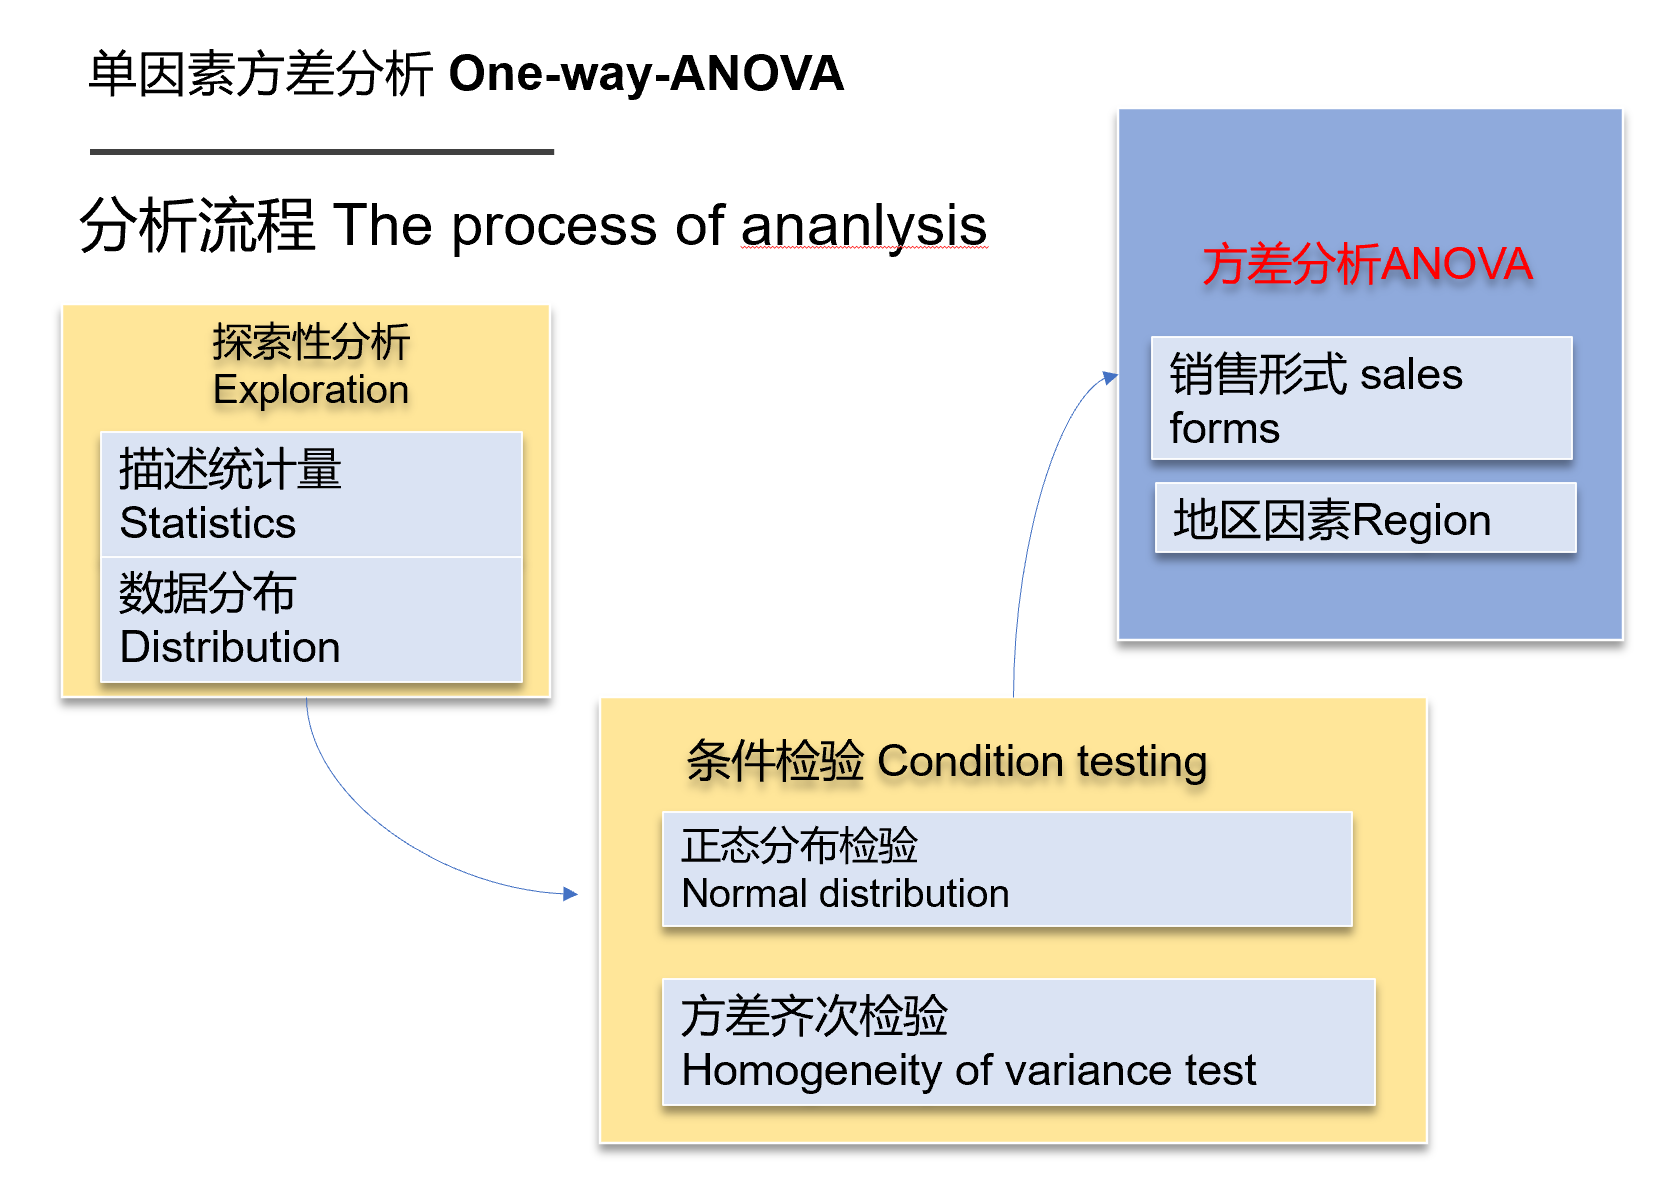 单因素方差分析 One-way-ANOVA
分析流程 The process of ananlysis
探索性分析
Exploration
描述统计量
Statistics
数据分布
Distribution
条件检验 Condition testing
正态分布检验
Normal distribution
方差齐次检验
Homogeneity of variance test
方差分析ANOVA
销售形式 sales
forms
地区因素Region